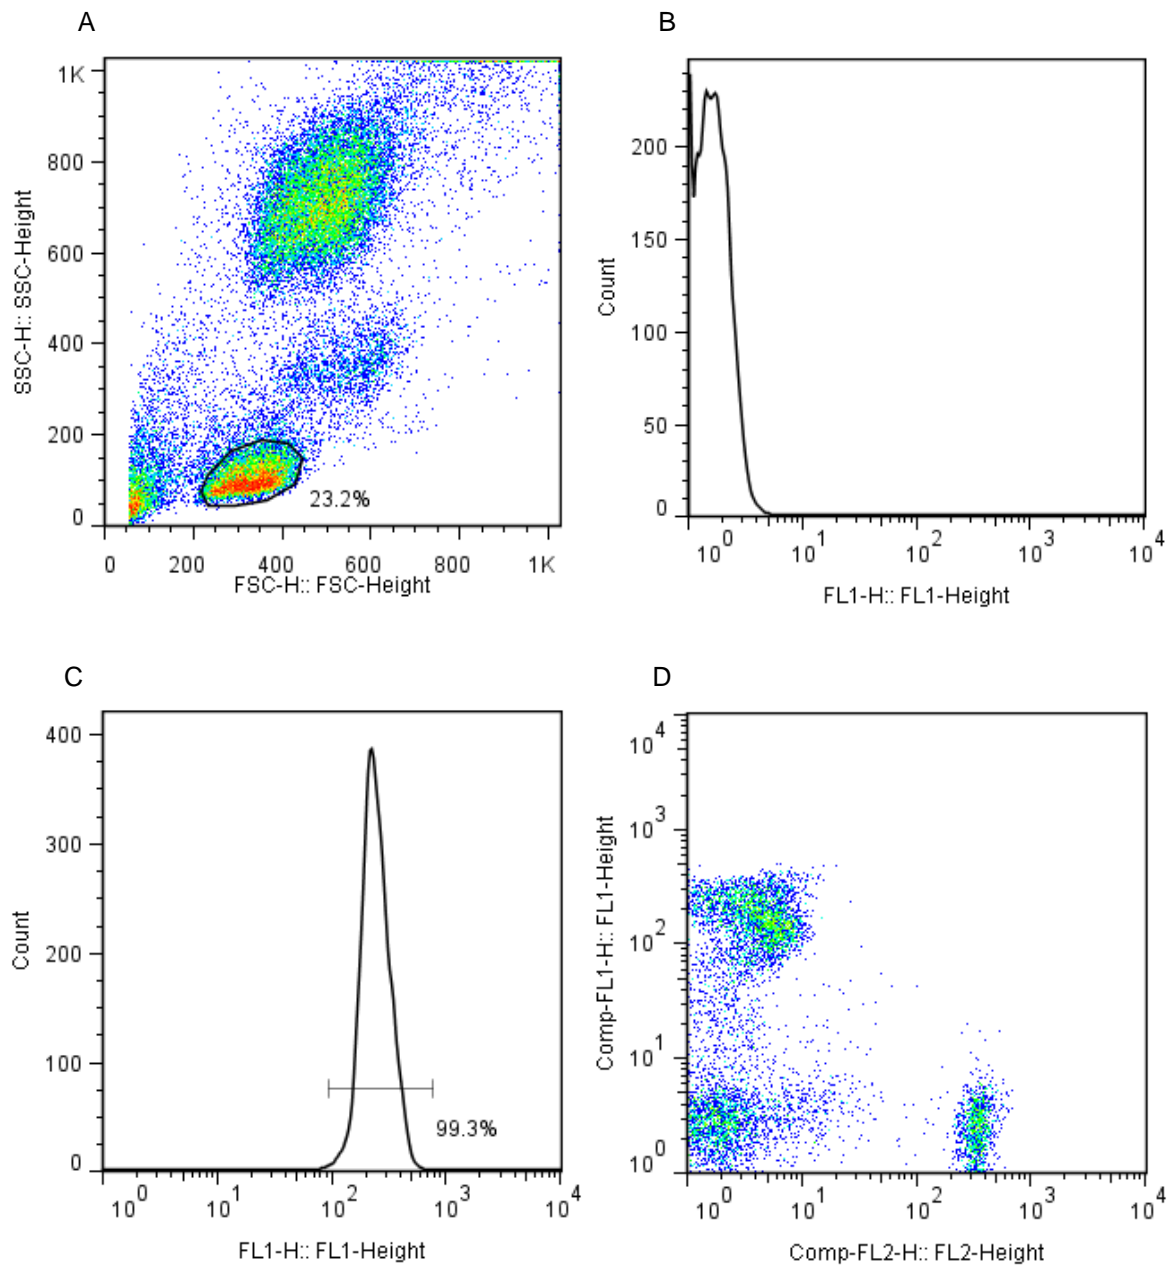 A
B
1K
800
600
400
200
0
SSC-H:: SSC-Height
23.2%
0 200 400 600 800 1K
FSC-H:: FSC-Height
200
150
100
50
0
Count
10^0 10^1 10^2 10^3 10^4
FL1-H:: FL1-Height
C
D
400
300
200
100
0
Count
99.3%
10^0 10^1 10^2 10^3 10^4
FL1-H:: FL1-Height
10^4
10^3
10^2
10^1
10^0
Comp-FL1-H:: FL1-Height
10^0 10^1 10^2 10^3 10^4
Comp-FL2-H:: FL2-Height